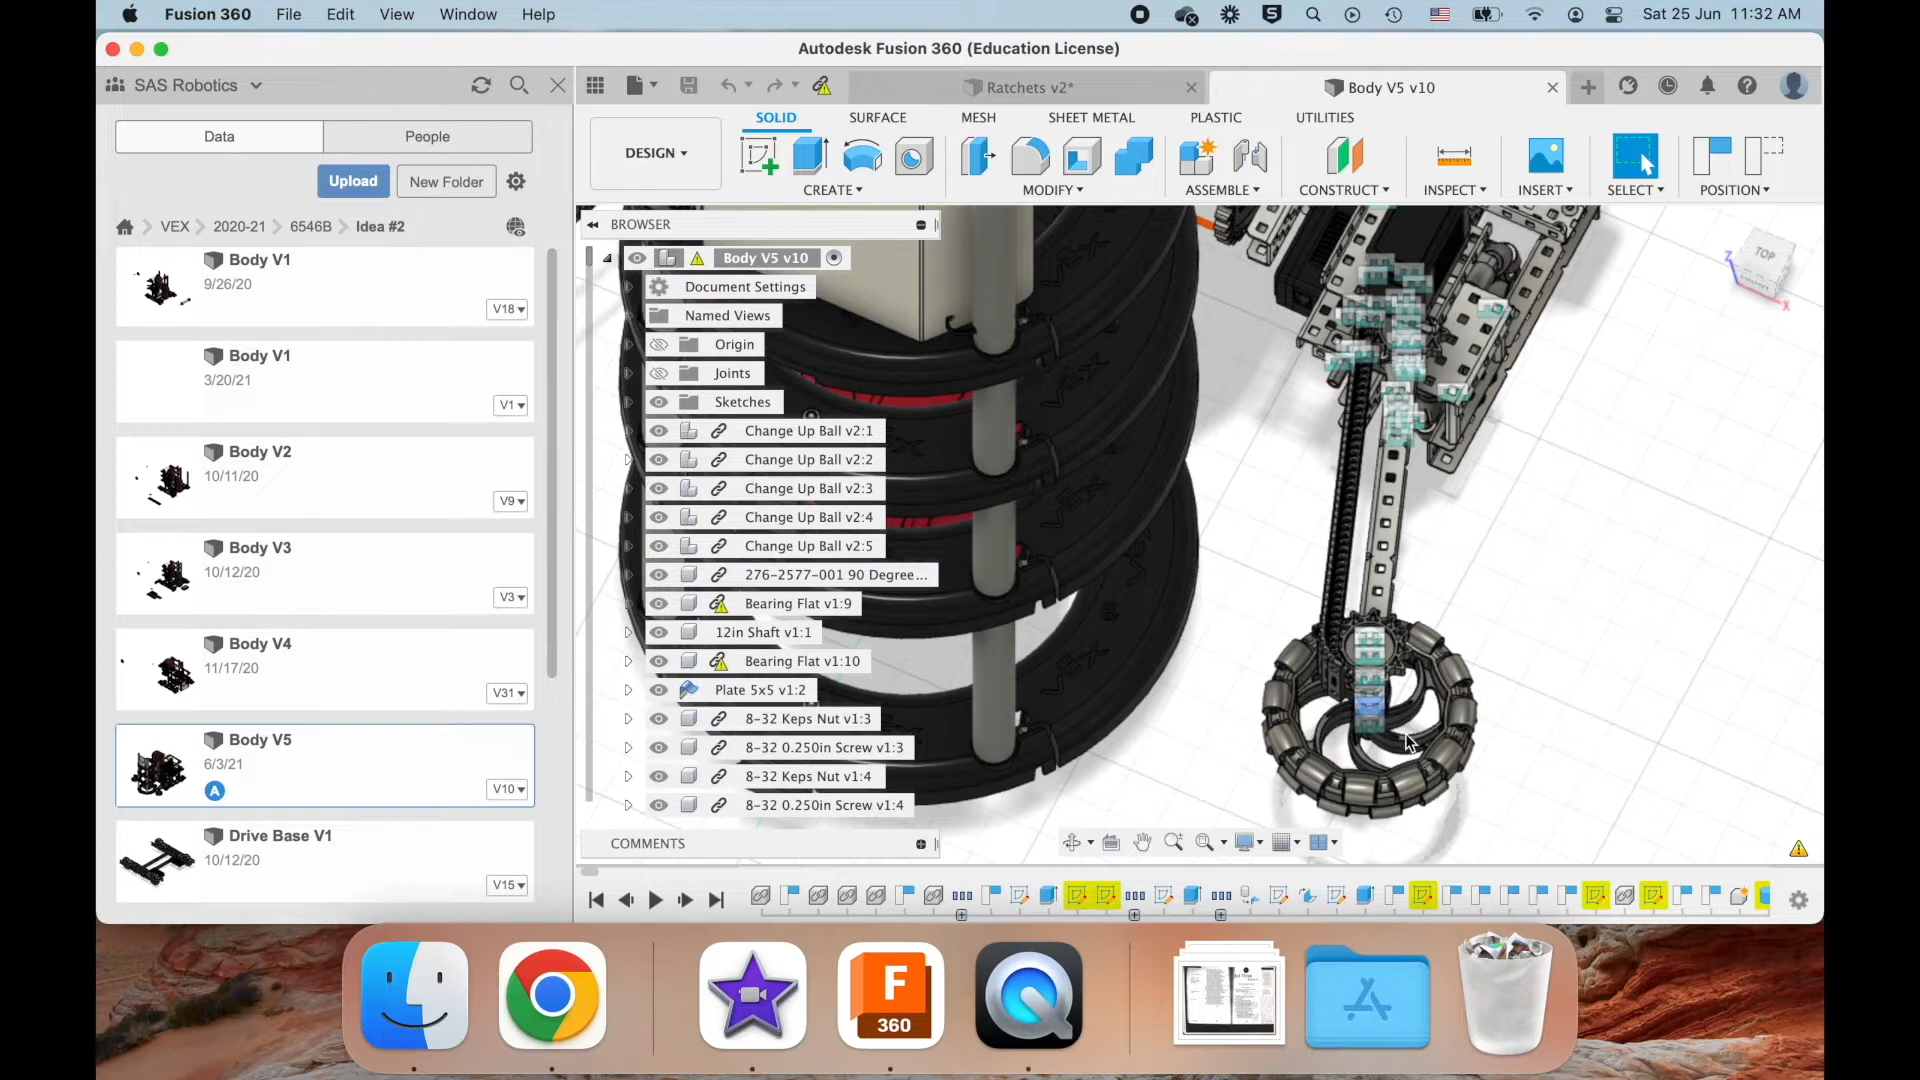 Fusion 360 File Edit View Window Help
Sat 25 Jun 11:32 AM
Autodesk Fusion 360 (Education License)
SAS Robotics
Ratchets v2*
Body V5 v10
Data
People
Upload
New Folder
VEX 2020-21 6546B Idea #2
Body V1
9/26/20
V18
Body V1
3/20/21
V1
Body V2
10/11/20
V9
Body V3
10/12/20
V3
Body V4
11/17/20
V31
Body V5
6/3/21
A
V10
Drive Base V1
10/12/20
V15
SOLID SURFACE MESH SHEET METAL PLASTIC UTILITIES
DESIGN
CREATE MODIFY ASSEMBLE CONSTRUCT INSPECT INSERT SELECT POSITION
BROWSER
Body V5 v10
Document Settings
Named Views
Origin
Joints
Sketches
Change Up Ball v2:1
Change Up Ball v2:2
Change Up Ball v2:3
Change Up Ball v2:4
Change Up Ball v2:5
276-2577-001 90 Degree...
Bearing Flat v1:9
12in Shaft v1:1
Bearing Flat v1:10
Plate 5x5 v1:2
8-32 Keps Nut v1:3
8-32 0.250in Screw v1:3
8-32 Keps Nut v1:4
8-32 0.250in Screw v1:4
COMMENTS
TOP
Z
X
F
360